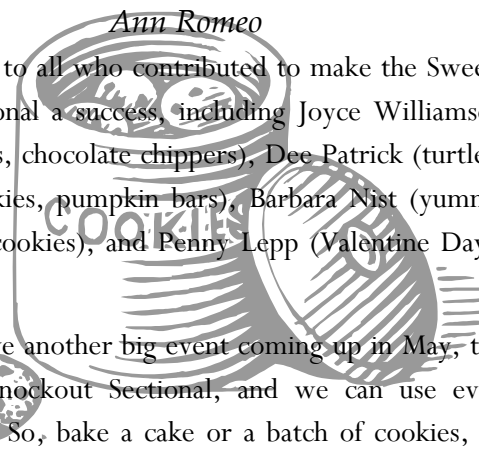 Ann Romeo
to all who contributed to make the Swee
onal a success, including Joyce Williams
s, chocolate chippers), Dee Patrick (turtle
kies, pumpkin bars), Barbara Nist (yumm
COOKIES
cookies), and Penny Lepp (Valentine Day
ve another big event coming up in May, t
nockout Sectional, and we can use ev
So, bake a cake or a batch of cookies,